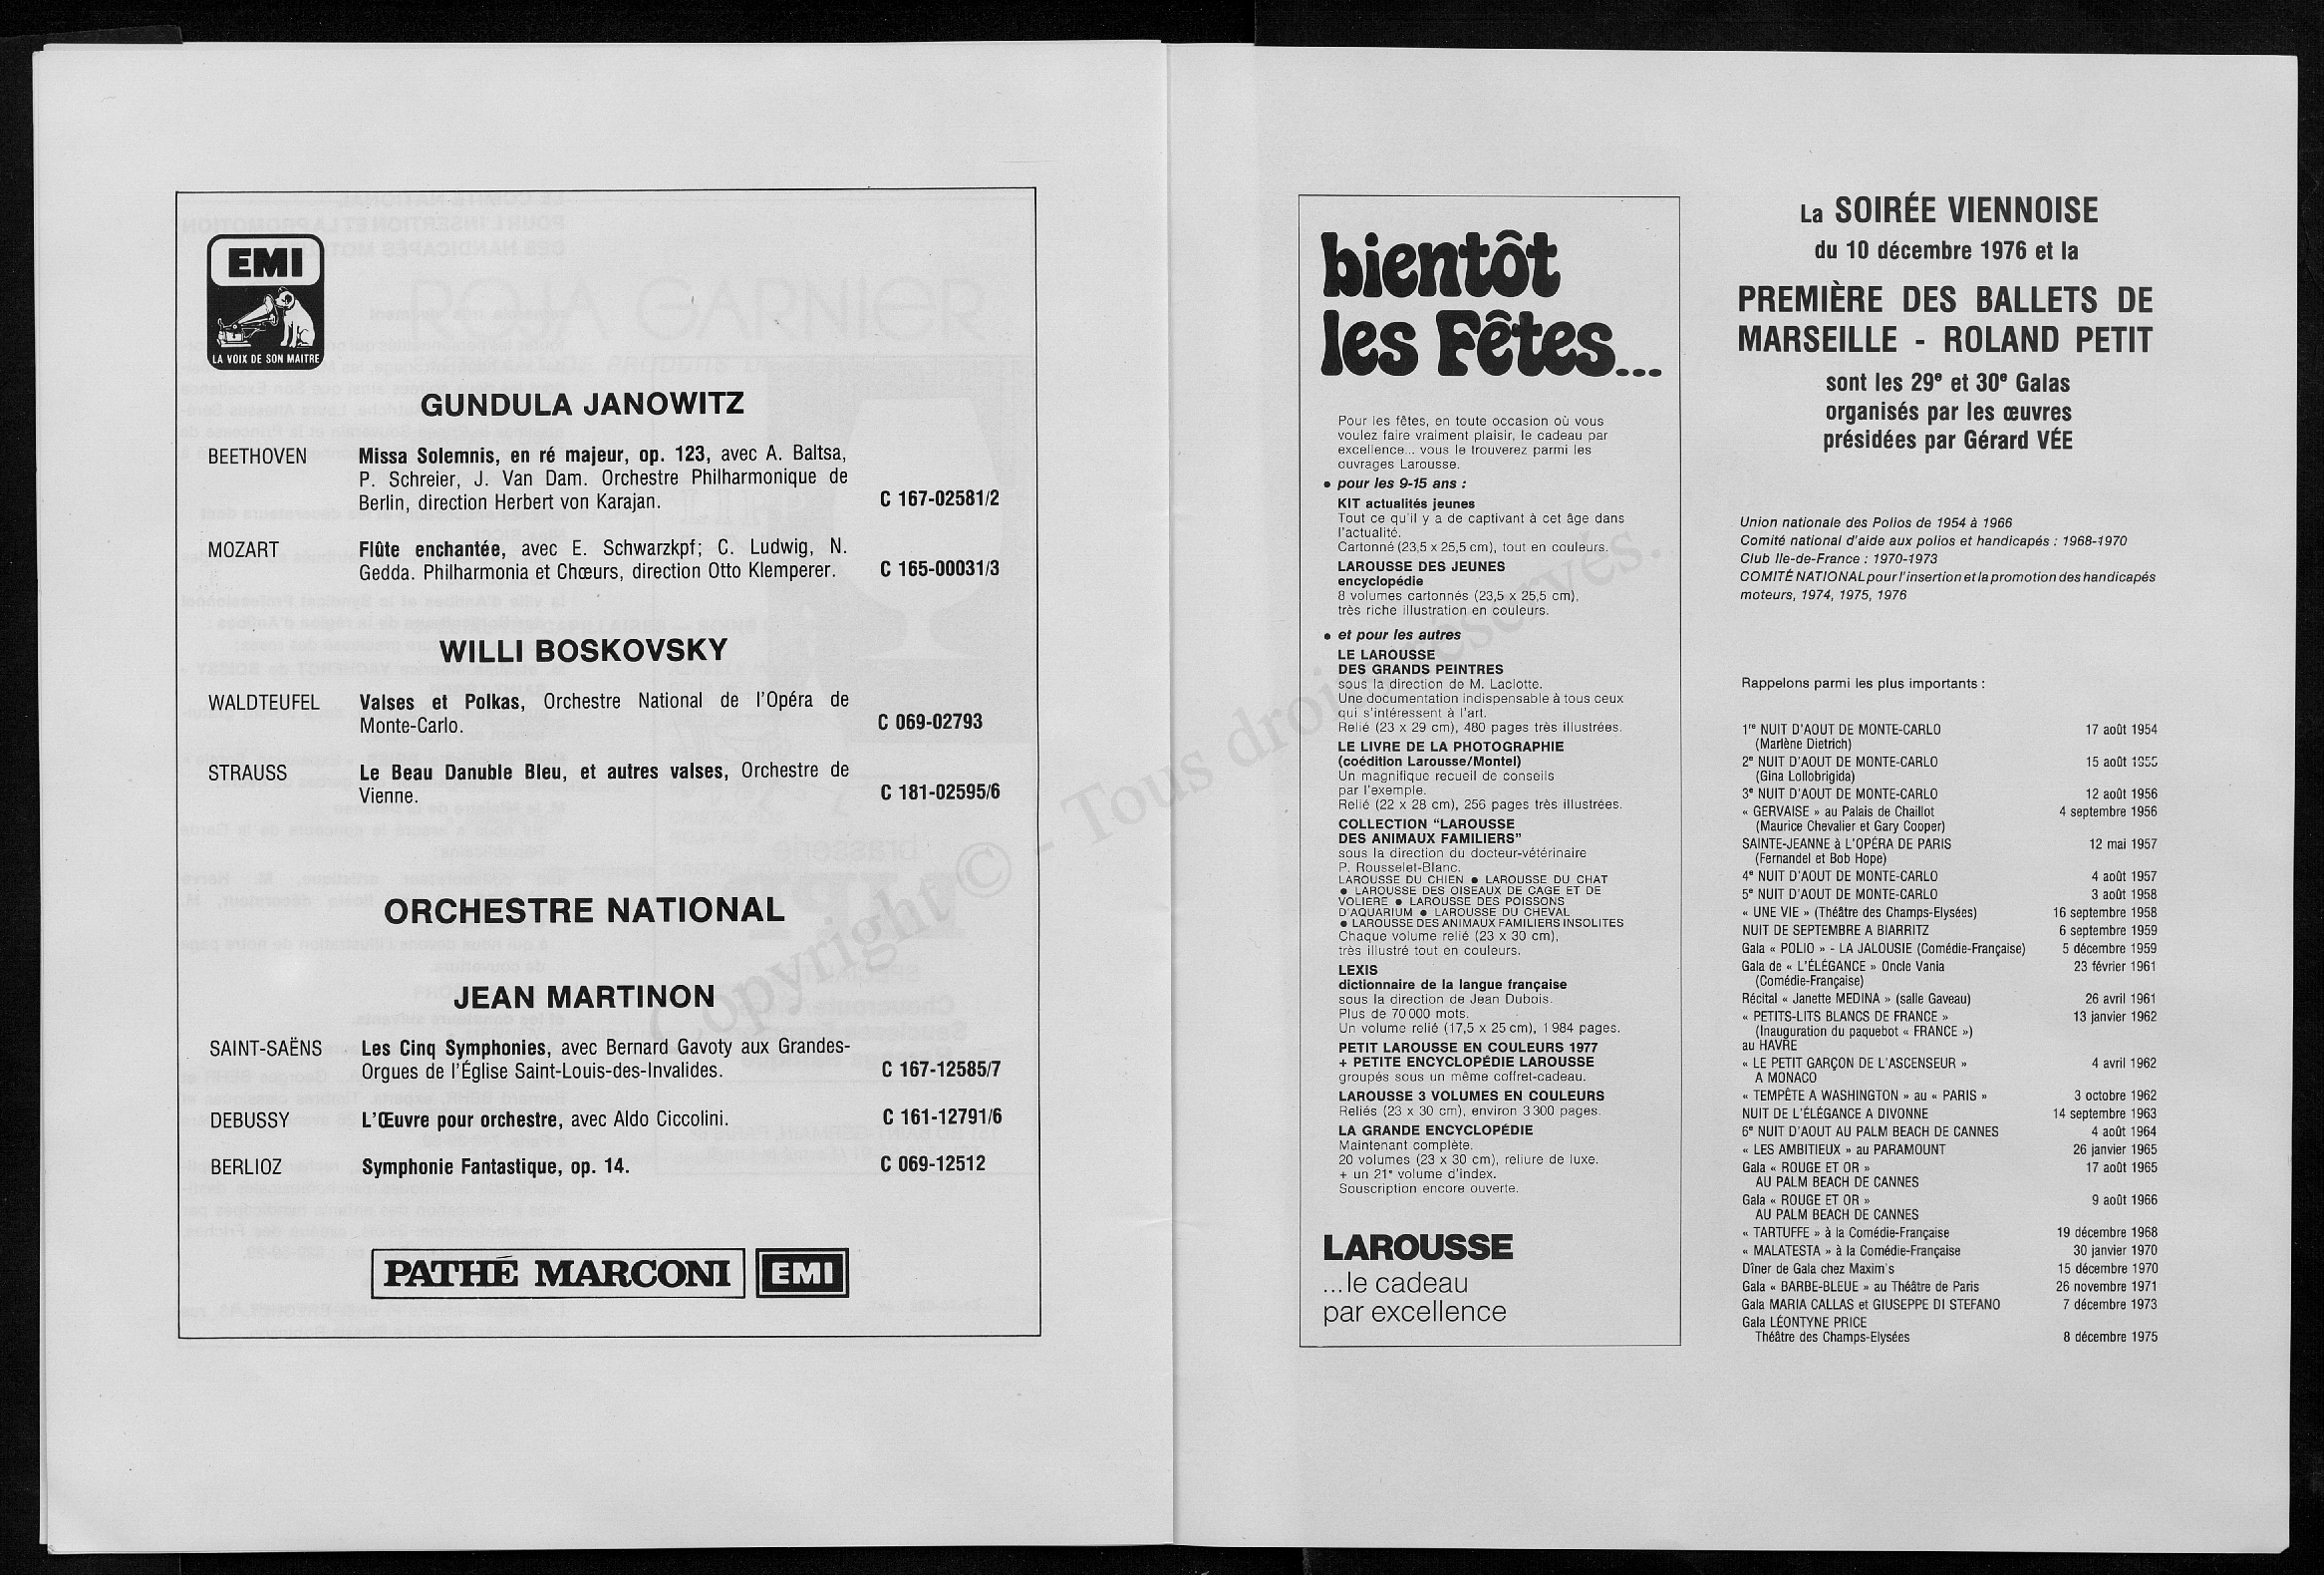 EMI
LA VOIX DE SON MAITRE
GUNDULA JANOWITZ
BEETHOVEN Missa Solemnis, en ré majeur, op. 123, avec A. Baltsa,
P. Schreier, J. Van Dam. Orchestre Philharmonique de
Berlin, direction Herbert von Karajan. C 167-02581/2
MOZART Flûte enchantée, avec E. Schwarzkpf; C. Ludwig, N.
Gedda. Philharmonia et Chœurs, direction Otto Klemperer. C 165-00031/3
WILLI BOSKOVSKY
WALDTEUFEL Valses et Polkas, Orchestre National de l'Opéra de
Monte-Carlo. C 069-02793
STRAUSS Le Beau Danuble Bleu, et autres valses, Orchestre de
Vienne. C 181-02595/6
ORCHESTRE NATIONAL
JEAN MARTINON
SAINT-SAËNS Les Cinq Symphonies, avec Bernard Gavoty aux Grandes-
Orgues de l'Église Saint-Louis-des-Invalides. C 167-12585/7
DEBUSSY L'Œuvre pour orchestre, avec Aldo Ciccolini. C 161-12791/6
BERLIOZ Symphonie Fantastique, op. 14. C 069-12512
PATHÉ MARCONI EMI
bientôt
les Fêtes...
Pour les fêtes, en toute occasion où vous
voulez faire vraiment plaisir, le cadeau par
excellence... vous le trouverez parmi les
ouvrages Larousse.
• pour les 9-15 ans :
KIT actualités jeunes
Tout ce qu'il y a de captivant à cet âge dans
l'actualité.
Cartonné (23,5 x 25,5 cm), tout en couleurs.
LAROUSSE DES JEUNES
encyclopédie
8 volumes cartonnés (23,5 x 25,5 cm),
très riche illustration en couleurs.
• et pour les autres
LE LAROUSSE
DES GRANDS PEINTRES
sous la direction de M. Laclotte.
Une documentation indispensable à tous ceux
qui s'intéressent à l'art.
Relié (23 x 29 cm), 480 pages très illustrées.
LE LIVRE DE LA PHOTOGRAPHIE
(coédition Larousse/Montel)
Un magnifique recueil de conseils
par l'exemple.
Relié (22 x 28 cm), 256 pages très illustrées.
COLLECTION "LAROUSSE
DES ANIMAUX FAMILIERS"
sous la direction du docteur-vétérinaire
P. Rousselet-Blanc.
LAROUSSE DU CHIEN • LAROUSSE DU CHAT
• LAROUSSE DES OISEAUX DE CAGE ET DE
VOLIERE • LAROUSSE DES POISSONS
D'AQUARIUM • LAROUSSE DU CHEVAL
• LAROUSSE DES ANIMAUX FAMILIERS INSOLITES
Chaque volume relié (23 x 30 cm),
très illustré tout en couleurs.
LEXIS
dictionnaire de la langue française
sous la direction de Jean Dubois.
Plus de 70 000 mots.
Un volume relié (17,5 x 25 cm), 1 984 pages.
PETIT LAROUSSE EN COULEURS 1977
+ PETITE ENCYCLOPÉDIE LAROUSSE
groupés sous un même coffret-cadeau.
LAROUSSE 3 VOLUMES EN COULEURS
Reliés (23 x 30 cm), environ 3 300 pages.
LA GRANDE ENCYCLOPÉDIE
Maintenant complète.
20 volumes (23 x 30 cm), reliure de luxe.
+ un 21e volume d'index.
Souscription encore ouverte.
LAROUSSE
...le cadeau
par excellence
La SOIRÉE VIENNOISE
du 10 décembre 1976 et la
PREMIÈRE DES BALLETS DE
MARSEILLE - ROLAND PETIT
sont les 29e et 30e Galas
organisés par les œuvres
présidées par Gérard VÉE
Union nationale des Polios de 1954 à 1966
Comité national d'aide aux polios et handicapés : 1968-1970
Club Ile-de-France : 1970-1973
COMITÉ NATIONAL pour l'insertion et la promotion des handicapés
moteurs, 1974, 1975, 1976
Rappelons parmi les plus importants :
1re NUIT D'AOUT DE MONTE-CARLO 17 août 1954
(Marlène Dietrich)
2e NUIT D'AOUT DE MONTE-CARLO 15 août 1955
(Gina Lollobrigida)
3e NUIT D'AOUT DE MONTE-CARLO 12 août 1956
« GERVAISE » au Palais de Chaillot 4 septembre 1956
(Maurice Chevalier et Gary Cooper)
SAINTE-JEANNE à L'OPÉRA DE PARIS 12 mai 1957
(Fernandel et Bob Hope)
4e NUIT D'AOUT DE MONTE-CARLO 4 août 1957
5e NUIT D'AOUT DE MONTE-CARLO 3 août 1958
« UNE VIE » (Théâtre des Champs-Elysées) 16 septembre 1958
NUIT DE SEPTEMBRE A BIARRITZ 6 septembre 1959
Gala « POLIO » - LA JALOUSIE (Comédie-Française) 5 décembre 1959
Gala de « L'ÉLÉGANCE » Oncle Vania 23 février 1961
(Comédie-Française)
Récital « Janette MEDINA » (salle Gaveau) 26 avril 1961
« PETITS-LITS BLANCS DE FRANCE » 13 janvier 1962
(Inauguration du paquebot « FRANCE »)
au HAVRE
« LE PETIT GARÇON DE L'ASCENSEUR » 4 avril 1962
A MONACO
« TEMPÊTE A WASHINGTON » au « PARIS » 3 octobre 1962
NUIT DE L'ÉLÉGANCE A DIVONNE 14 septembre 1963
6e NUIT D'AOUT AU PALM BEACH DE CANNES 4 août 1964
« LES AMBITIEUX » au PARAMOUNT 26 janvier 1965
Gala « ROUGE ET OR » 17 août 1965
AU PALM BEACH DE CANNES
Gala « ROUGE ET OR » 9 août 1966
AU PALM BEACH DE CANNES
« TARTUFFE » à la Comédie-Française 19 décembre 1968
« MALATESTA » à la Comédie-Française 30 janvier 1970
Dîner de Gala chez Maxim's 15 décembre 1970
Gala « BARBE-BLEUE » au Théâtre de Paris 26 novembre 1971
Gala MARIA CALLAS et GIUSEPPE DI STEFANO 7 décembre 1973
Gala LÉONTYNE PRICE
Théâtre des Champs-Elysées 8 décembre 1975
Copyright © - Tous droits réservés.